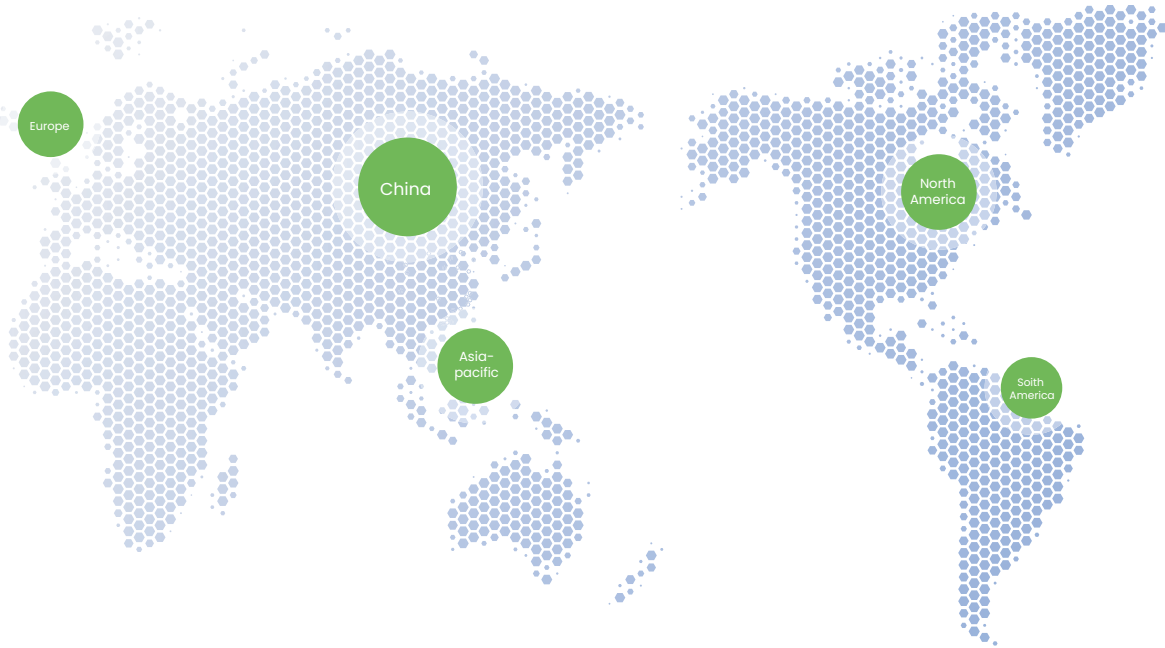 Europe
China
North
America
Asia-
pacific
Soith
America